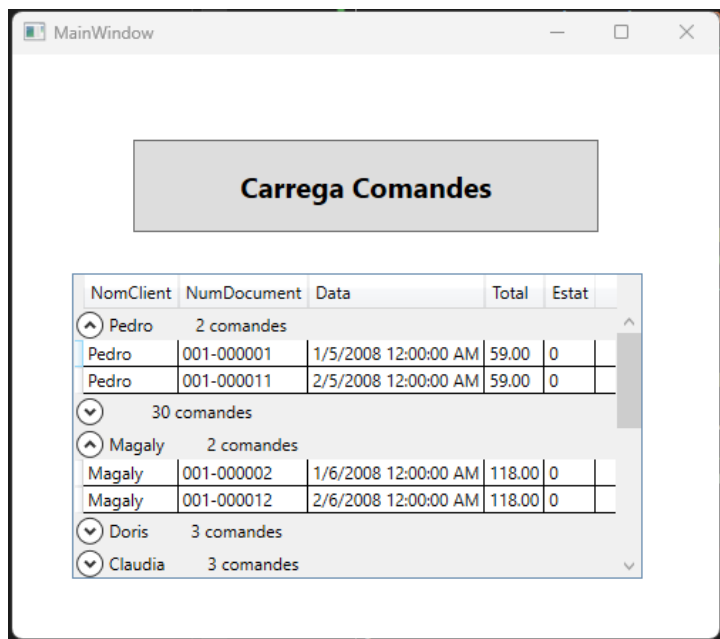 MainWindow
Carrega Comandes
NomClient NumDocument Data Total Estat
Pedro 2 comandes
Pedro 001-000001 1/5/2008 12:00:00 AM 59.00 0
Pedro 001-000011 2/5/2008 12:00:00 AM 59.00 0
30 comandes
Magaly 2 comandes
Magaly 001-000002 1/6/2008 12:00:00 AM 118.00 0
Magaly 001-000012 2/6/2008 12:00:00 AM 118.00 0
Doris 3 comandes
Claudia 3 comandes